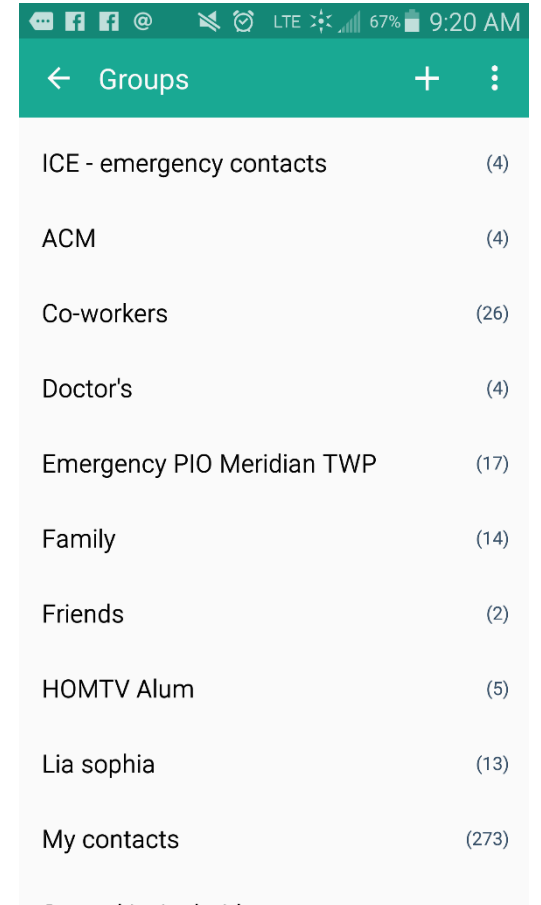 @ LTE 67% 9:20 AM
Groups
ICE - emergency contacts (4)
ACM (4)
Co-workers (26)
Doctor's (4)
Emergency PIO Meridian TWP (17)
Family (14)
Friends (2)
HOMTV Alum (5)
Lia sophia (13)
My contacts (273)